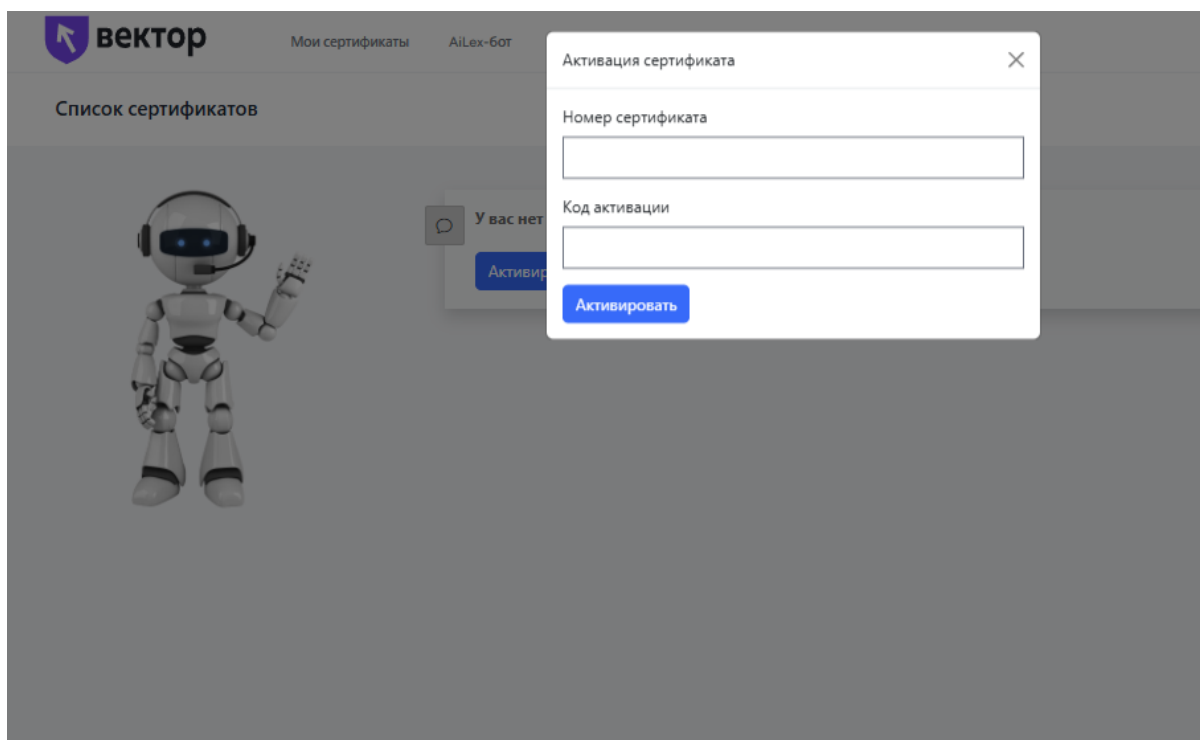 вектор
Мои сертификаты
AiLex-бот
Список сертификатов
У вас нет
Активир
Активация сертификата
Номер сертификата
Код активации
Активировать